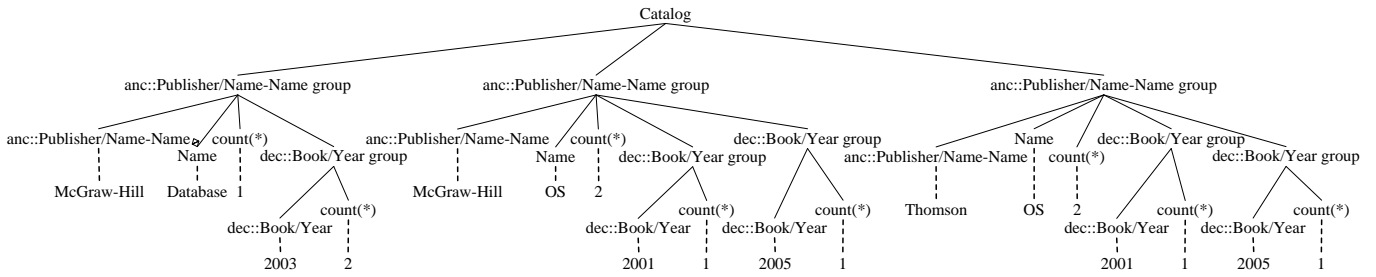 Catalog
anc::Publisher/Name-Name group anc::Publisher/Name-Name group anc::Publisher/Name-Name group
anc::Publisher/Name-Name count(*) anc::Publisher/Name-Name count(*) dec::Book/Year group Name dec::Book/Year group
Name dec::Book/Year group Name dec::Book/Year group anc::Publisher/Name-Name count(*) dec::Book/Year group
McGraw-Hill Database 1 McGraw-Hill OS 2
count(*) count(*) count(*) Thomson OS 2 count(*) count(*)
dec::Book/Year dec::Book/Year dec::Book/Year dec::Book/Year dec::Book/Year
2003 2 2001 1 2005 1 2001 1 2005 1